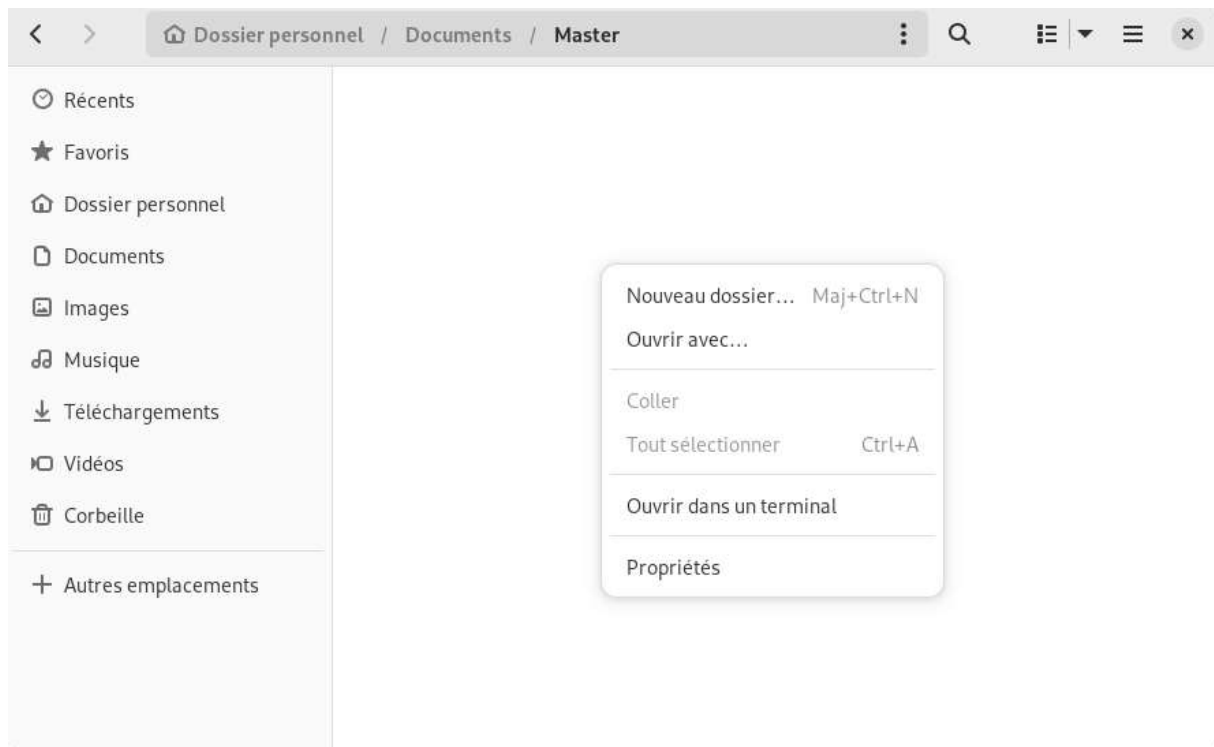 Dossier personnel / Documents / Master
Récents
Favoris
Dossier personnel
Documents
Images
Musique
Téléchargements
Vidéos
Corbeille
Autres emplacements
Nouveau dossier... Maj+Ctrl+N
Ouvrir avec...
Coller
Tout sélectionner Ctrl+A
Ouvrir dans un terminal
Propriétés